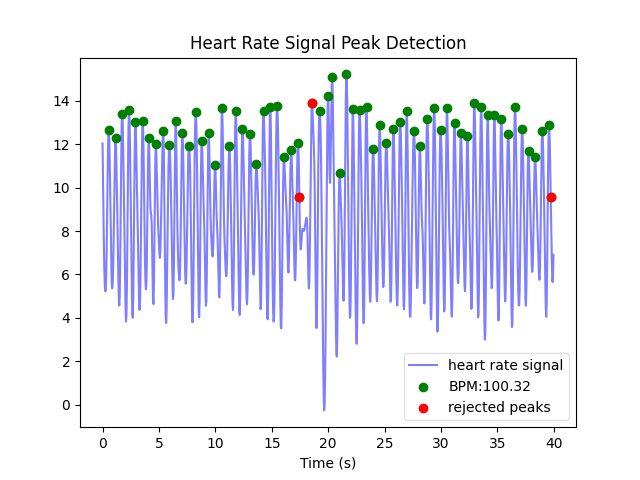 Heart Rate Signal Peak Detection
14
12
10
8
6
4
2
0
heart rate signal
BPM:100.32
rejected peaks
0 5 10 15 20 25 30 35 40
Time (s)